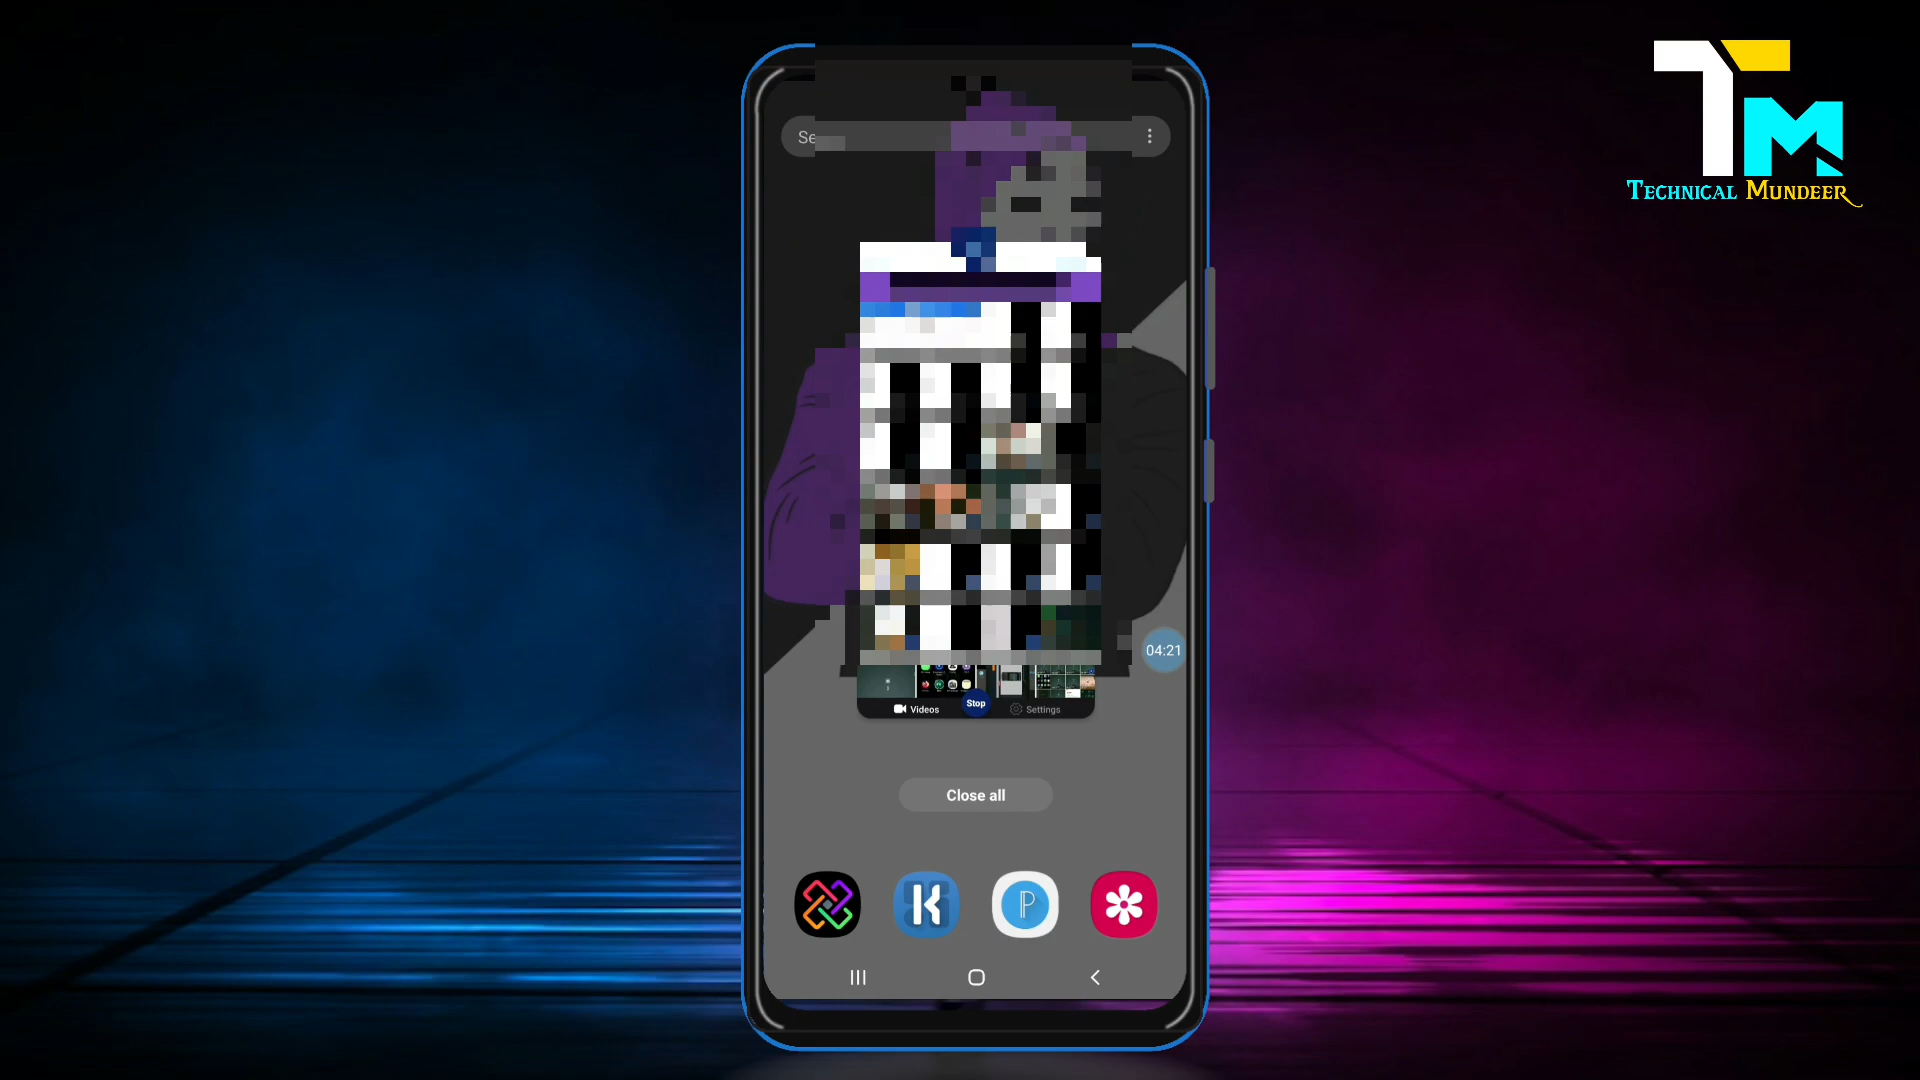 TECHNICAL MUNDEER
04:21
Videos
Stop
Settings
Close all